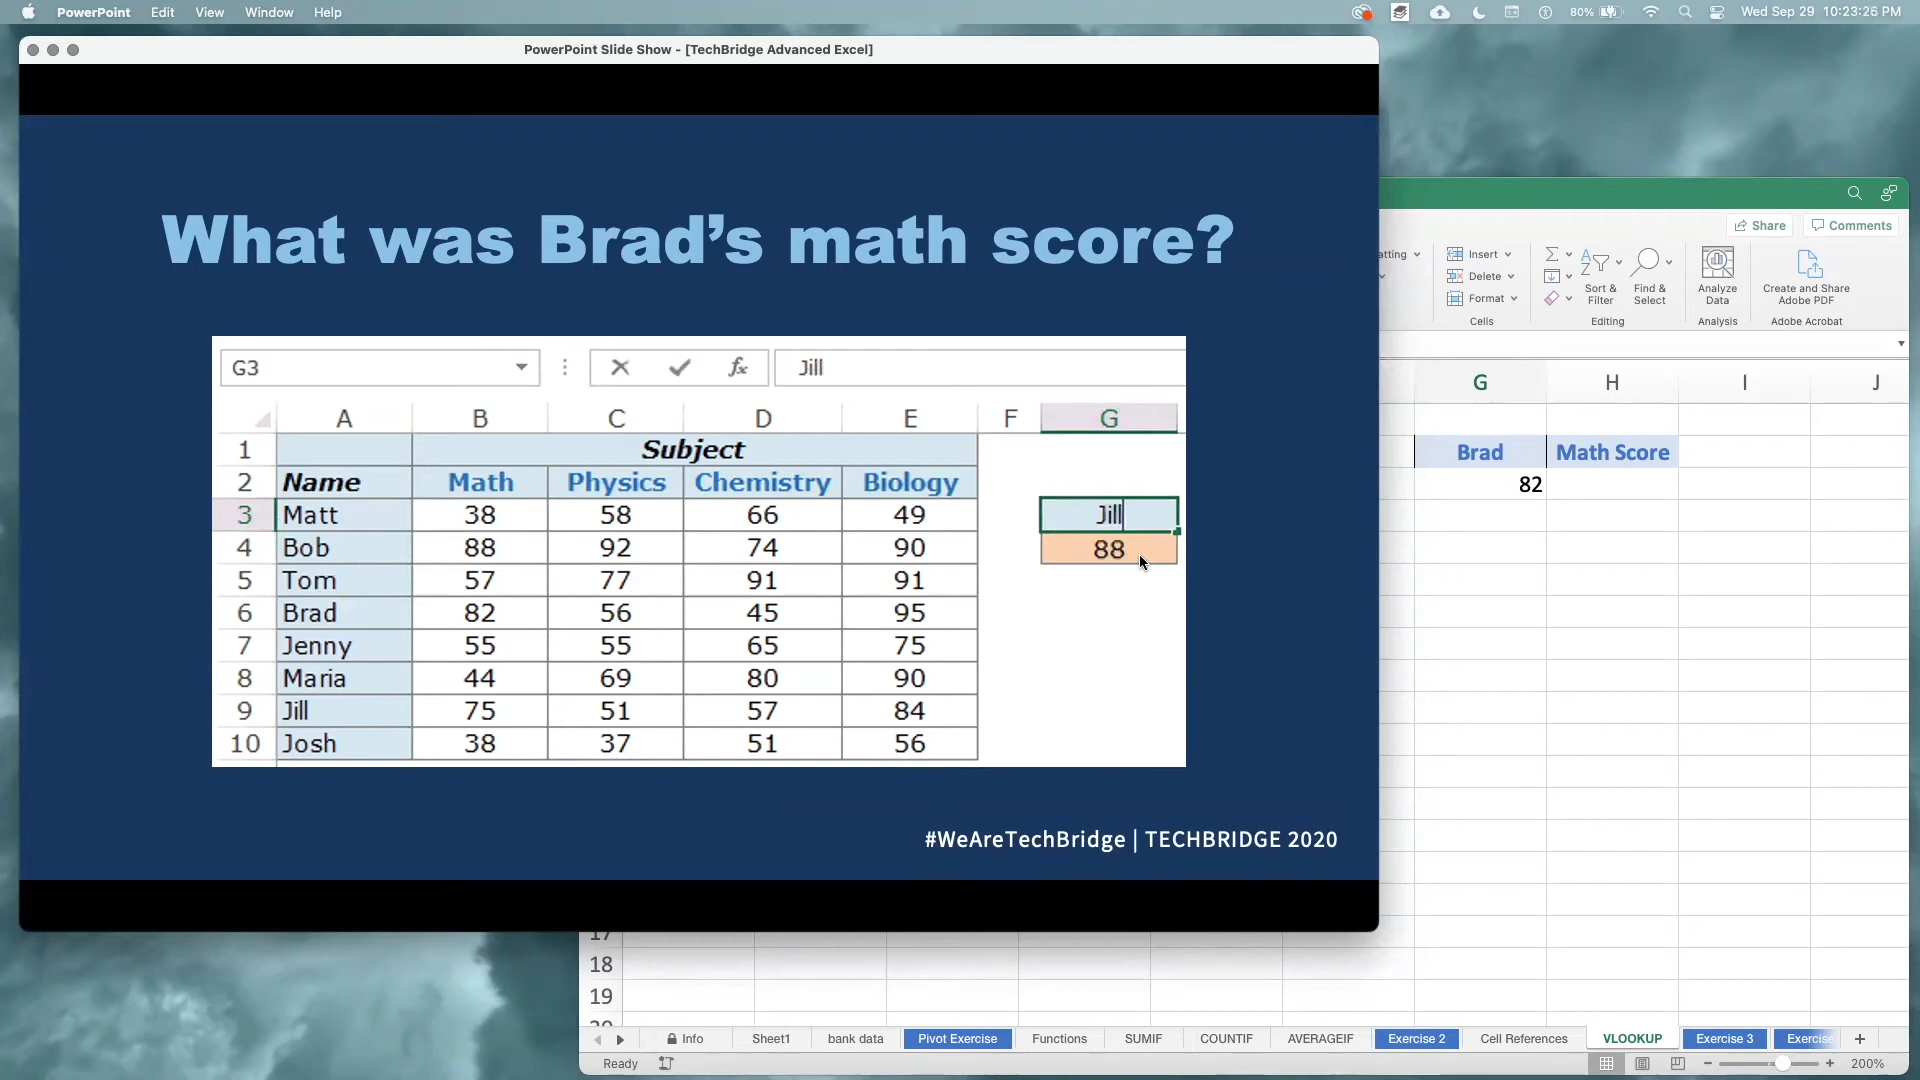 PowerPoint Edit View Window Help
80% Wed Sep 29 10:23:26 PM
PowerPoint Slide Show - [TechBridge Advanced Excel]
What was Brad’s math score?
G3 fx Jill
A B C D E F G
1 Subject
2 Name Math Physics Chemistry Biology
3 Matt 38 58 66 49 Jill
4 Bob 88 92 74 90 88
5 Tom 57 77 91 91
6 Brad 82 56 45 95
7 Jenny 55 55 65 75
8 Maria 44 69 80 90
9 Jill 75 51 57 84
10 Josh 38 37 51 56
#WeAreTechBridge | TECHBRIDGE 2020
Share Comments
atting Insert
Delete
Format
Cells
Sort & Filter
Find & Select
Editing
Analyze Data
Analysis
Create and Share Adobe PDF
Adobe Acrobat
G H I J
Brad Math Score
82
17
18
19
Info Sheet1 bank data Pivot Exercise Functions SUMIF COUNTIF AVERAGEIF Exercise 2 Cell References VLOOKUP Exercise 3 Exercise +
Ready 200%